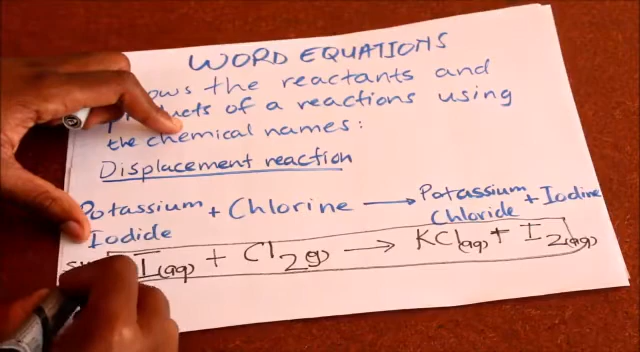 WORD EQUATIONS
ows the reactants and
p cts of a reactions using
the chemical names:
Displacement reaction
Potassium Iodide + Chlorine → Potassium Chloride + Iodine
I(aq) + Cl2(g) → KCl(aq) + I2(aq)